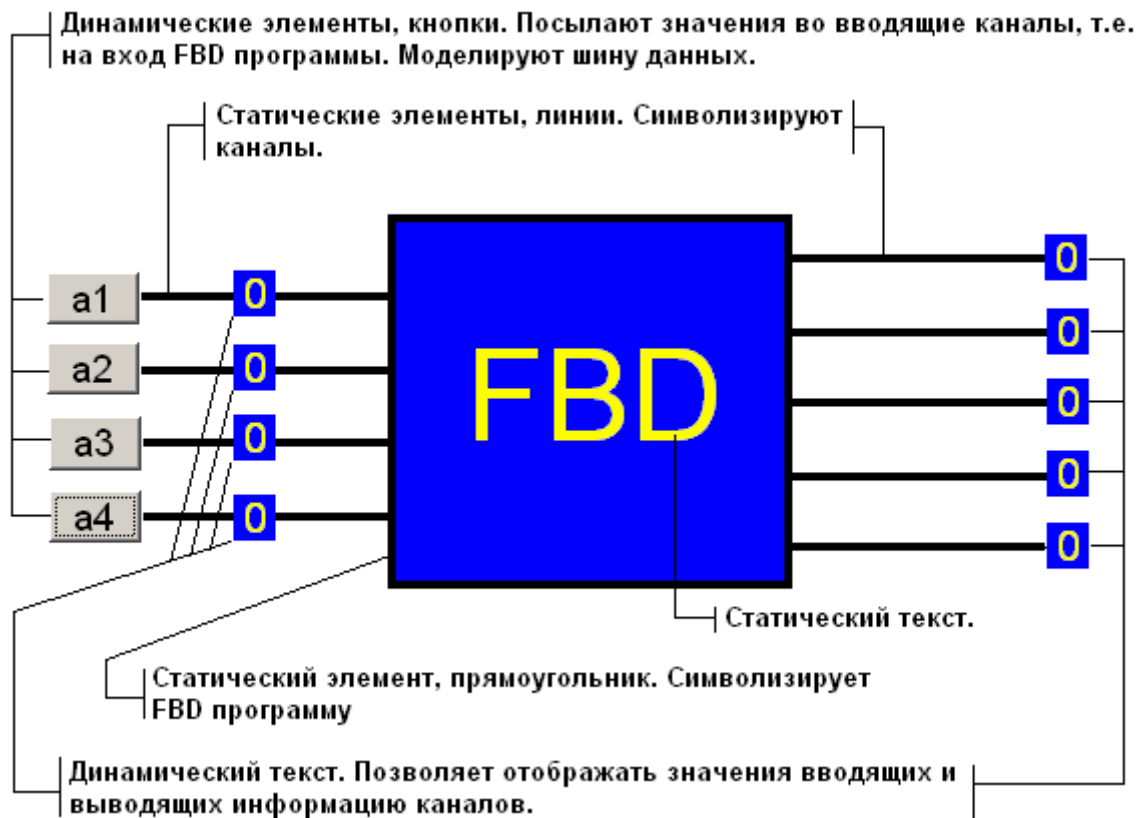 Динамические элементы, кнопки. Посылают значения во вводящие каналы, т.е.
на вход FBD программы. Моделируют шину данных.
Статические элементы, линии. Символизируют
каналы.
a1
0
0
a2
0
0
a3
0
0
a4
0
0
0
FBD
Статический текст.
Статический элемент, прямоугольник. Символизирует
FBD программу
Динамический текст. Позволяет отображать значения вводящих и
выводящих информацию каналов.